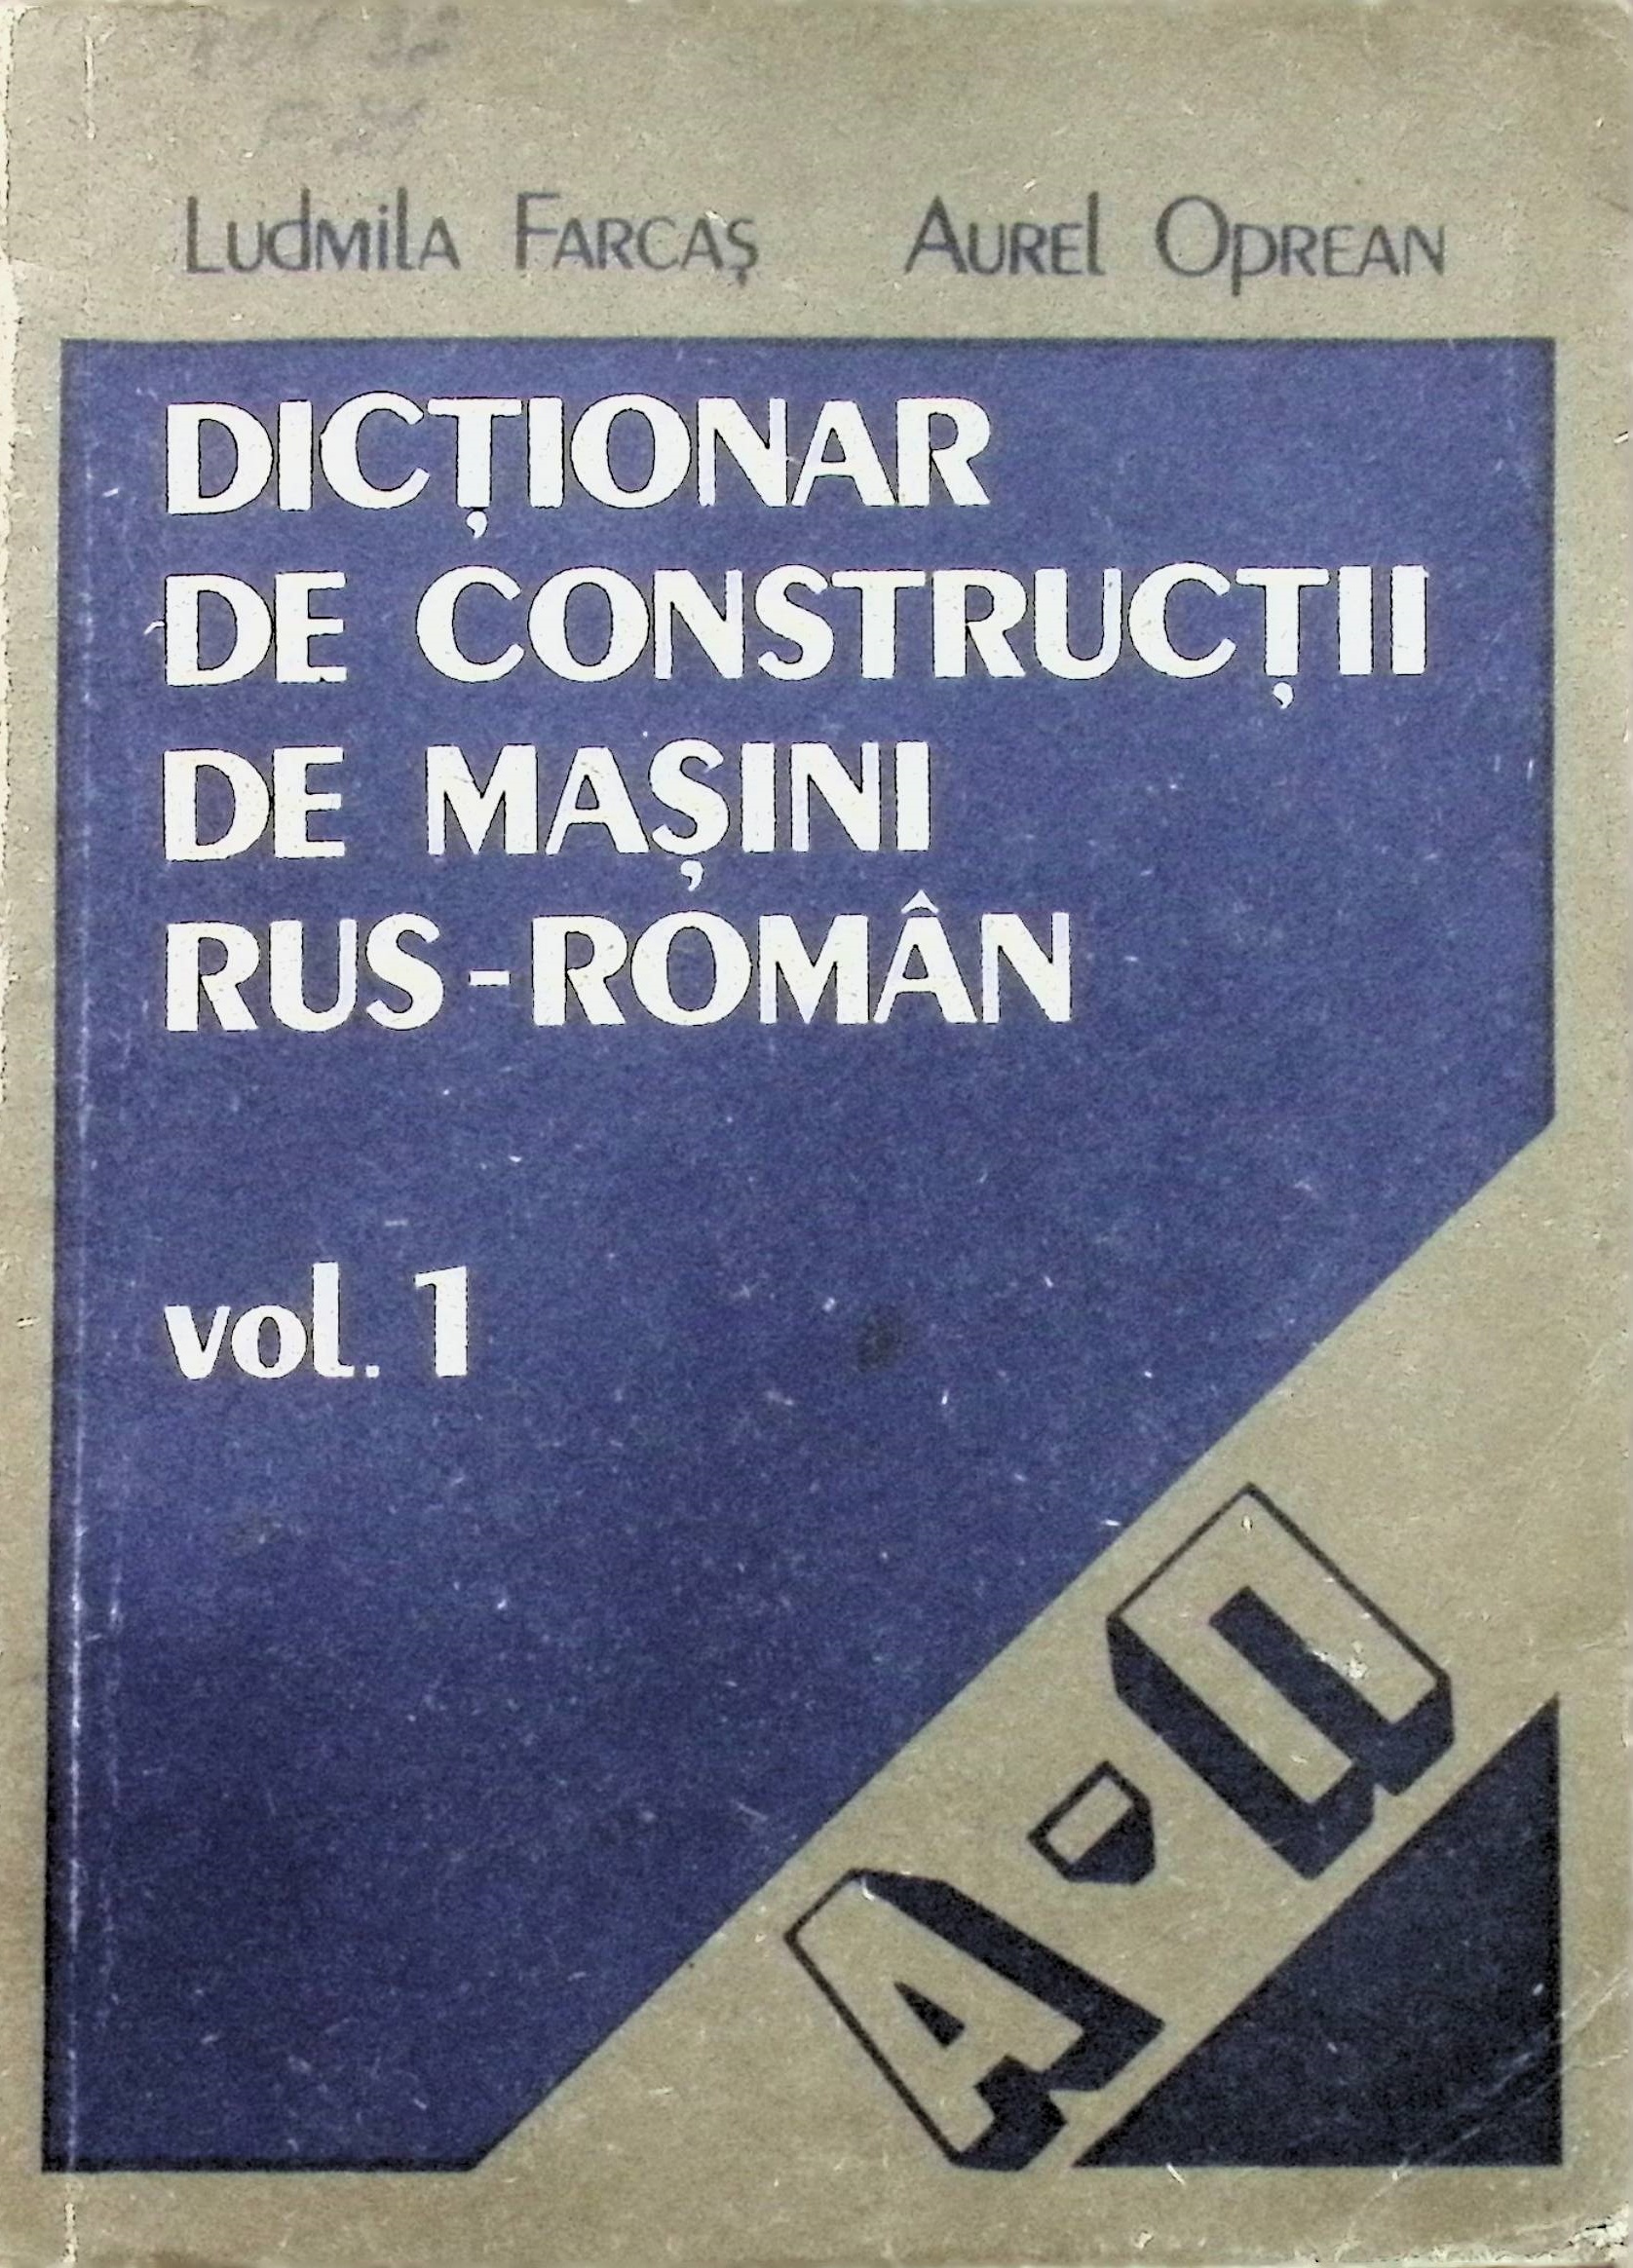 Ludmila Farcaș Aurel Oprean
DICȚIONAR
DE CONSTRUCȚII
DE MAȘINI
RUS-ROMÂN
vol. 1
А-П